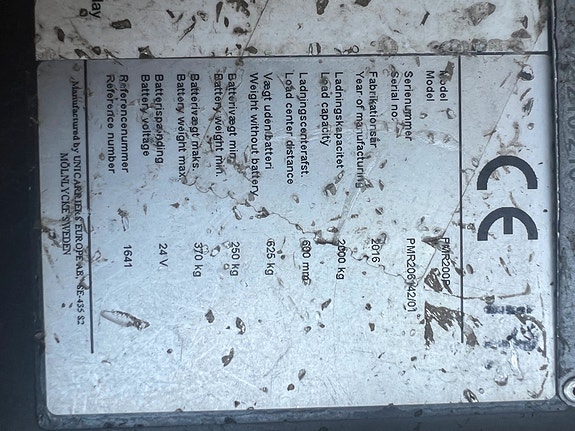 lay
CE
Model PMR200P
Model
Serienummer PMR206142/01
Serial no.
Fabrikationsår 2016
Year of manufacturing
Ladningskapacitet 2000 kg
Load capacity
Ladningscenterafst. 600 mm
Load center distance
Vægt uden batteri 625 kg
Weight without battery
Batterivægt min. 250 kg
Battery weight min.
Batterivægt maks. 370 kg
Battery weight max.
Batterispænding 24 V
Battery voltage
Referencenummer 1641
Reference number
Manufactured by UNICARRIERS EUROPE AB, SE-435 82
MÖLNLYCKE SWEDEN